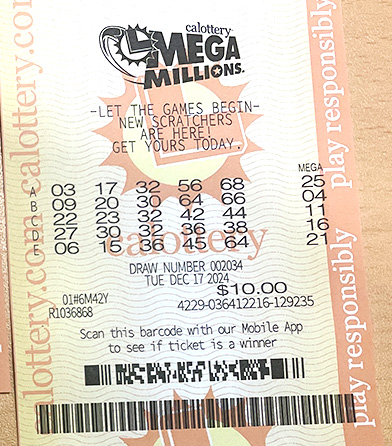 calottery
MEGA
MILLIONS
-LET THE GAMES BEGIN-
NEW SCRATCHERS
ARE HERE!
GET YOURS TODAY.
MEGA
A 03 17 32 56 68 25
B 09 20 30 64 66 04
C 22 23 32 42 44 11
D 27 30 32 36 38 16
E 06 15 36 45 64 21
calottery
DRAW NUMBER 002034
TUE DEC 17 2024
$10.00
01#6M42Y
R1036868
4229-036412216-129235
Scan this barcode with our Mobile App
to see if ticket is a winner
calottery.com
calottery.com
play responsibly
play responsibly